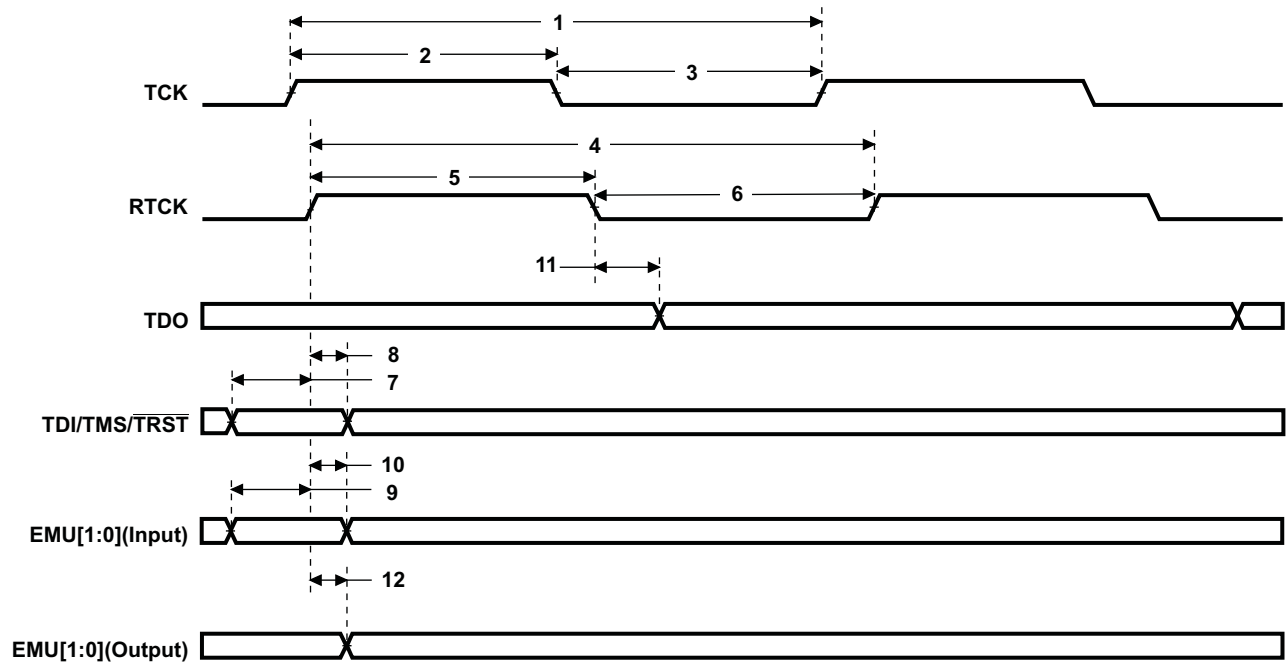 1
2
3
TCK
4
5
6
RTCK
11
TDO
8
7
TDI/TMS/TRST
10
9
EMU[1:0](Input)
12
EMU[1:0](Output)